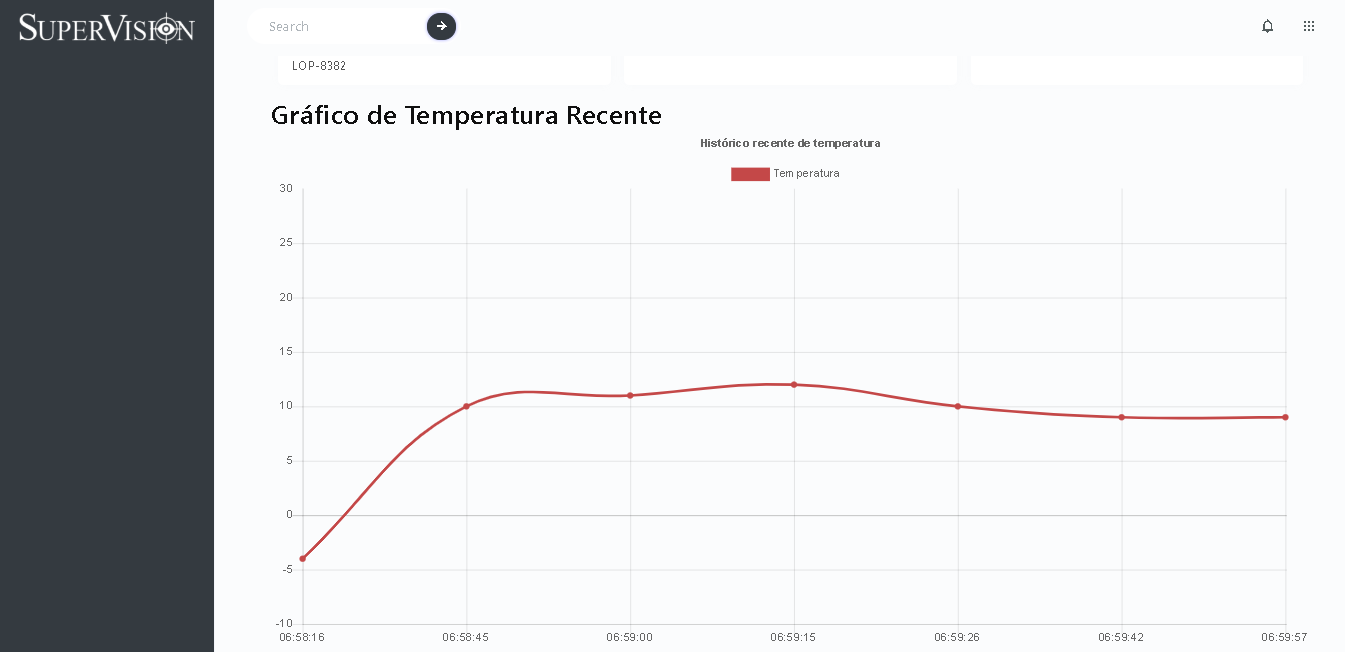 SUPERVISION
Search
LOP-8382
Gráfico de Temperatura Recente
Histórico recente de temperatura
Temperatura
30
25
20
15
10
5
0
-5
-10
06:58:16 06:58:45 06:59:00 06:59:15 06:59:26 06:59:42 06:59:57